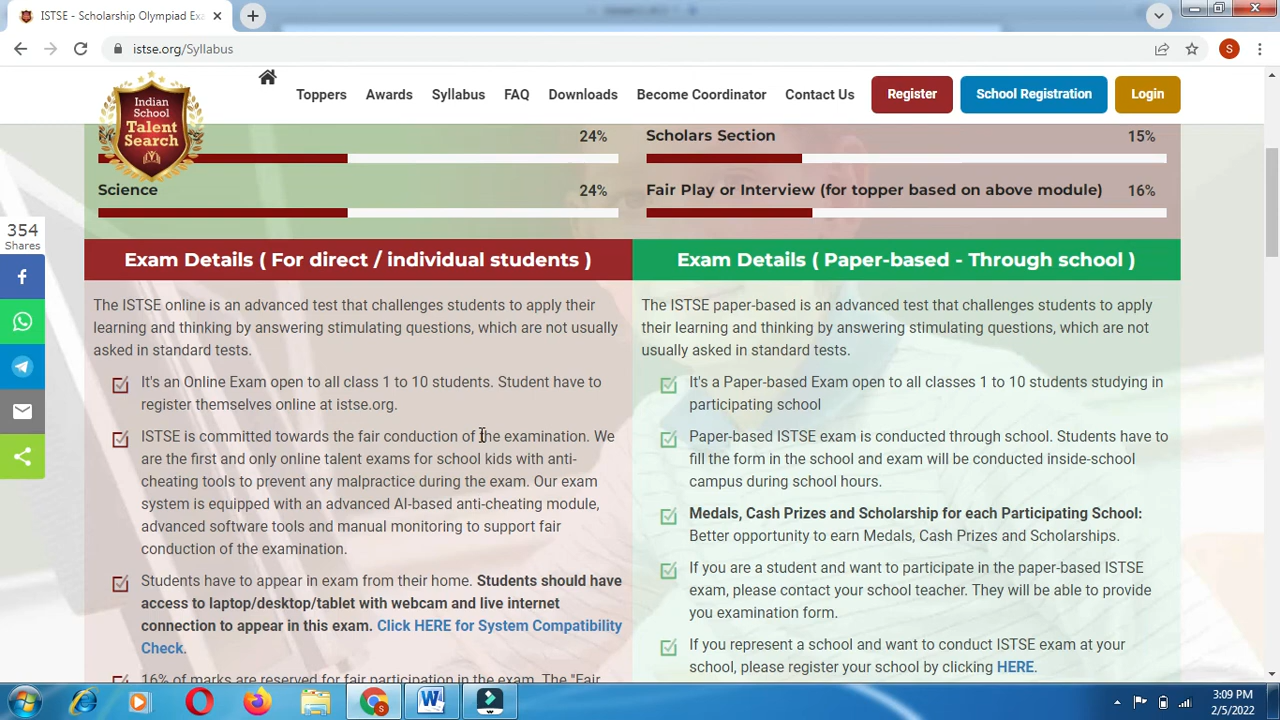 ISTSE - Scholarship Olympiad Exa
istse.org/Syllabus
S
Indian
School
Talent
Search
Toppers
Awards
Syllabus
FAQ
Downloads
Become Coordinator
Contact Us
Register
School Registration
Login
24%
Scholars Section
15%
Science
24%
Fair Play or Interview (for topper based on above module)
16%
354
Shares
Exam Details ( For direct / individual students )
The ISTSE online is an advanced test that challenges students to apply their
learning and thinking by answering stimulating questions, which are not usually
asked in standard tests.
It's an Online Exam open to all class 1 to 10 students. Student have to
register themselves online at istse.org.
ISTSE is committed towards the fair conduction of the examination. We
are the first and only online talent exams for school kids with anti-
cheating tools to prevent any malpractice during the exam. Our exam
system is equipped with an advanced AI-based anti-cheating module,
advanced software tools and manual monitoring to support fair
conduction of the examination.
Students have to appear in exam from their home. Students should have
access to laptop/desktop/tablet with webcam and live internet
connection to appear in this exam. Click HERE for System Compatibility
Check.
16% of marks are reserved for fair participation in the exam. The "Fair
Exam Details ( Paper-based - Through school )
The ISTSE paper-based is an advanced test that challenges students to apply
their learning and thinking by answering stimulating questions, which are not
usually asked in standard tests.
It's a Paper-based Exam open to all classes 1 to 10 students studying in
participating school
Paper-based ISTSE exam is conducted through school. Students have to
fill the form in the school and exam will be conducted inside-school
campus during school hours.
Medals, Cash Prizes and Scholarship for each Participating School:
Better opportunity to earn Medals, Cash Prizes and Scholarships.
If you are a student and want to participate in the paper-based ISTSE
exam, please contact your school teacher. They will be able to provide
you examination form.
If you represent a school and want to conduct ISTSE exam at your
school, please register your school by clicking HERE.
3:09 PM
2/5/2022